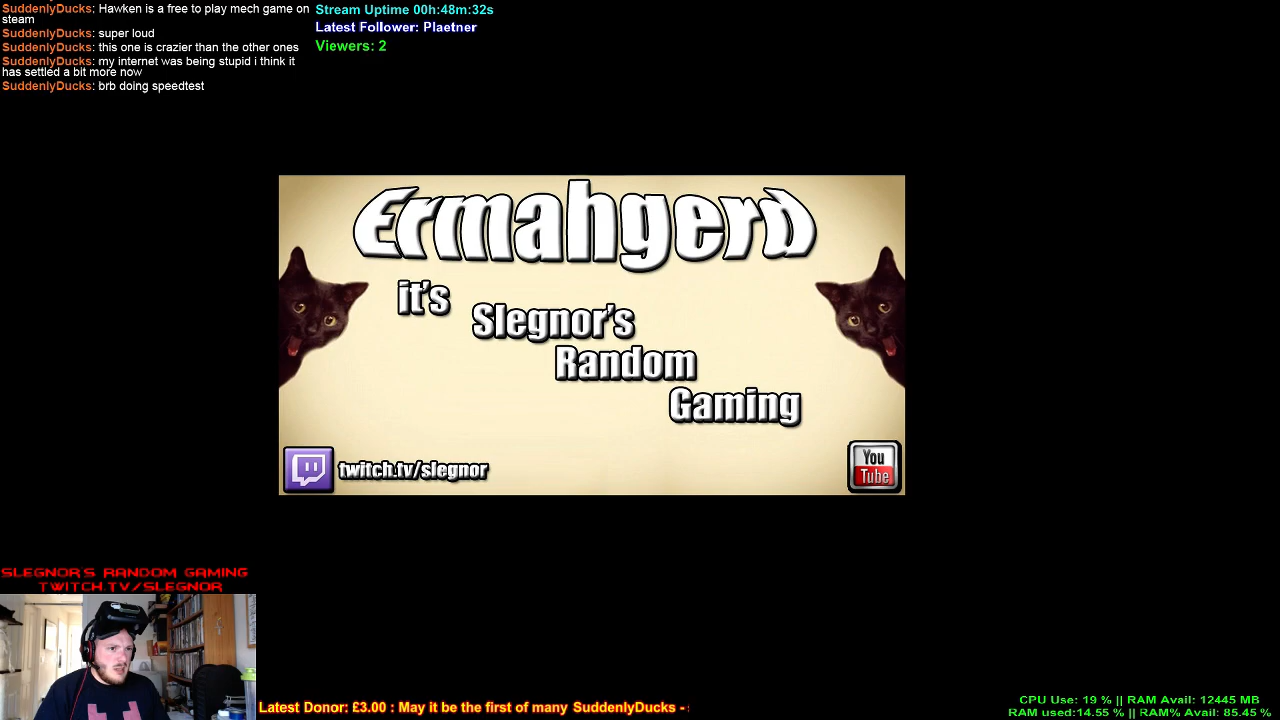 SuddenlyDucks: Hawken is a free to play mech game on
steam
SuddenlyDucks: super loud
SuddenlyDucks: this one is crazier than the other ones
SuddenlyDucks: my internet was being stupid i think it
has settled a bit more now
SuddenlyDucks: brb doing speedtest
Stream Uptime 00h:48m:32s
Latest Follower: Plaetner
Viewers: 2
Ermahgerd
it's
Slegnor's
Random
Gaming
twitch.tv/slegnor
You
Tube
SLEGNOR'S RANDOM GAMING
TWITCH.TV/SLEGNOR
Latest Donor: £3.00 : May it be the first of many SuddenlyDucks -
CPU Use: 19 % || RAM Avail: 12445 MB
RAM used:14.55 % || RAM% Avail: 85.45 %